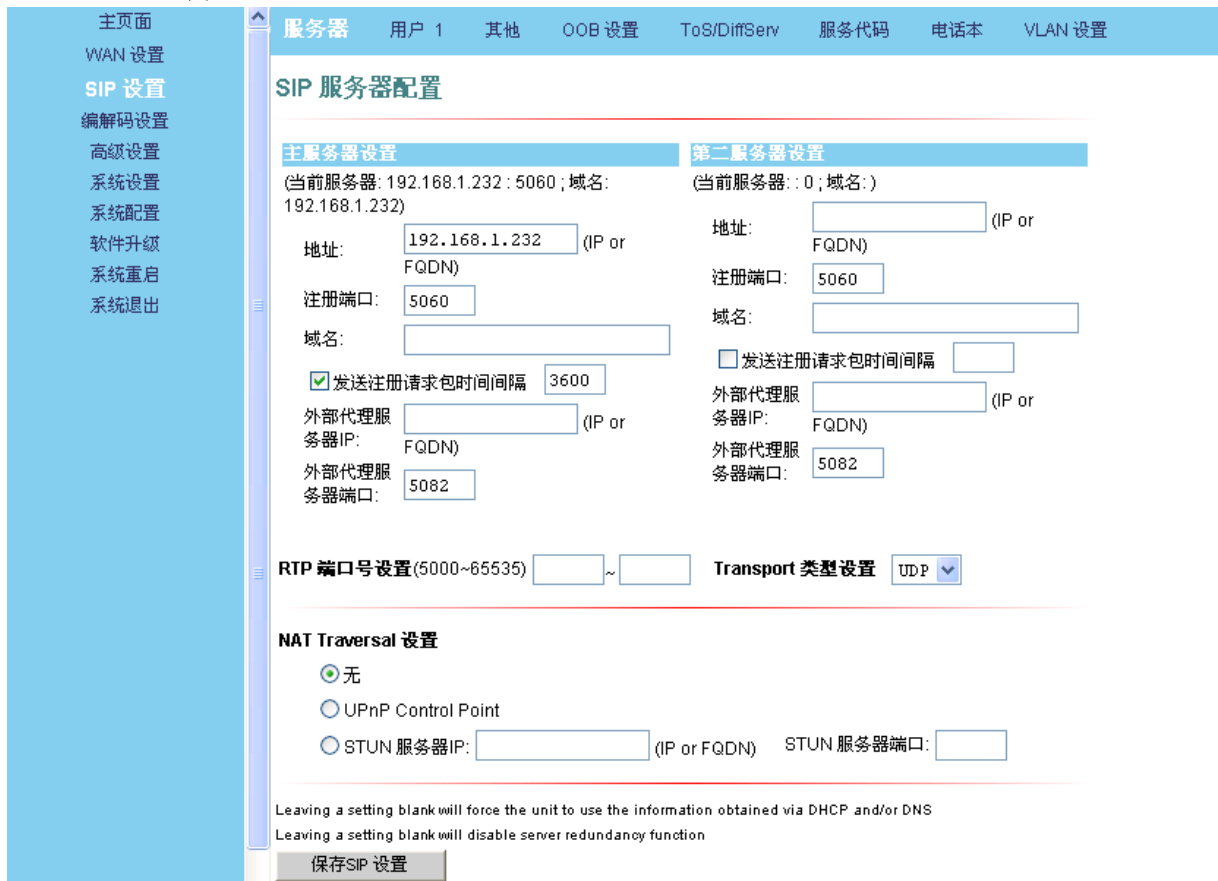 主页面
WAN 设置
SIP 设置
编解码设置
高级设置
系统设置
系统配置
软件升级
系统重启
系统退出
服务器 用户 1 其他 OOB 设置 ToS/DiffServ 服务代码 电话本 VLAN 设置
SIP 服务器配置
主服务器设置
(当前服务器: 192.168.1.232 : 5060 ; 域名:
192.168.1.232)
地址: 192.168.1.232 (IP or
FQDN)
注册端口: 5060
域名:
发送注册请求包时间间隔 3600
外部代理服
务器IP: (IP or
FQDN)
外部代理服
务器端口: 5082
第二服务器设置
(当前服务器: : 0 ; 域名: )
地址: (IP or
FQDN)
注册端口: 5060
域名:
发送注册请求包时间间隔
外部代理服
务器IP: (IP or
FQDN)
外部代理服
务器端口: 5082
RTP 端口号设置(5000~65535) ~ Transport 类型设置 UDP
NAT Traversal 设置
无
UPnP Control Point
STUN 服务器IP: (IP or FQDN) STUN 服务器端口:
Leaving a setting blank will force the unit to use the information obtained via DHCP and/or DNS
Leaving a setting blank will disable server redundancy function
保存SIP 设置